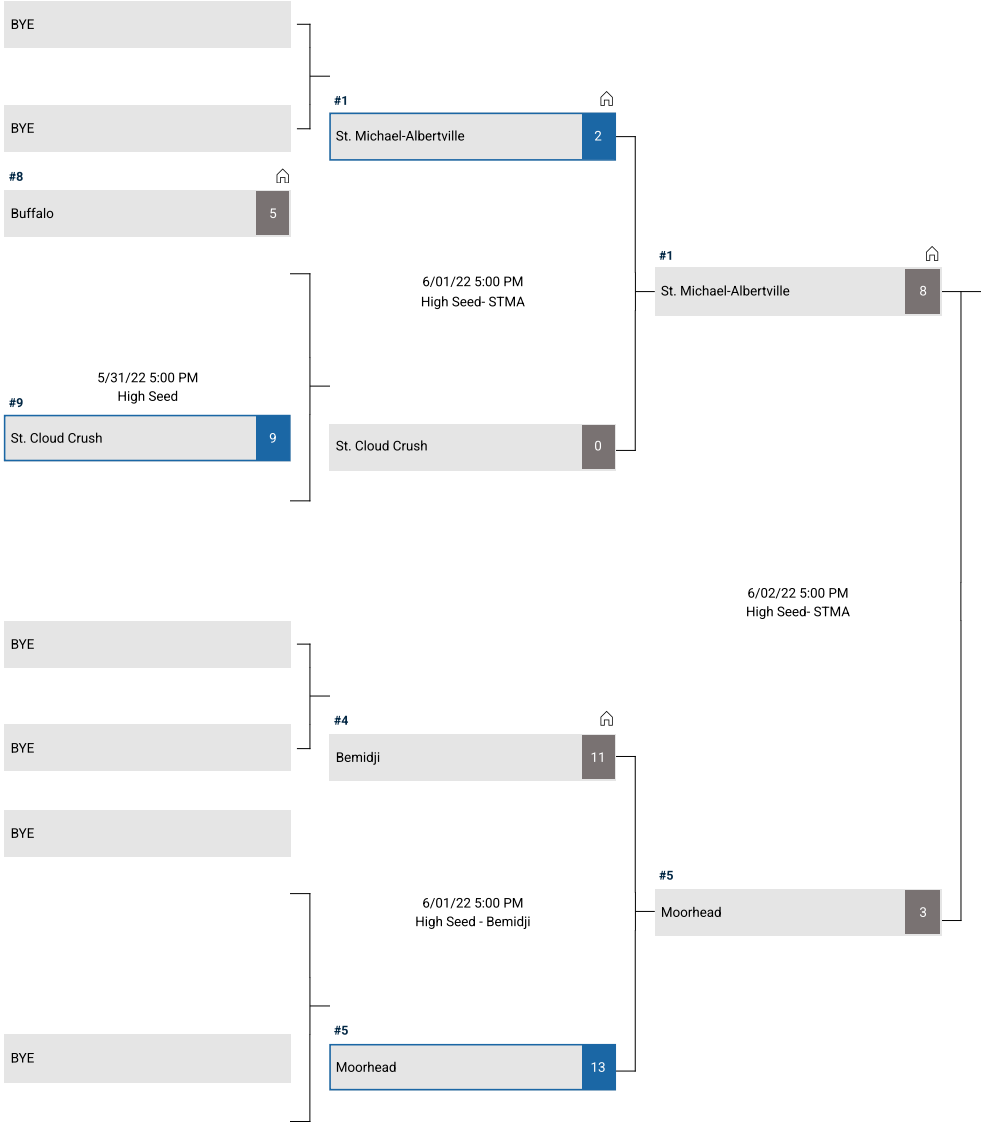 BYE
BYE
#1
St. Michael-Albertville
2
#8
Buffalo
5
6/01/22 5:00 PM
High Seed- STMA
#1
St. Michael-Albertville
8
5/31/22 5:00 PM
High Seed
#9
St. Cloud Crush
9
St. Cloud Crush
0
6/02/22 5:00 PM
High Seed- STMA
BYE
BYE
#4
Bemidji
11
BYE
6/01/22 5:00 PM
High Seed - Bemidji
#5
Moorhead
3
BYE
#5
Moorhead
13